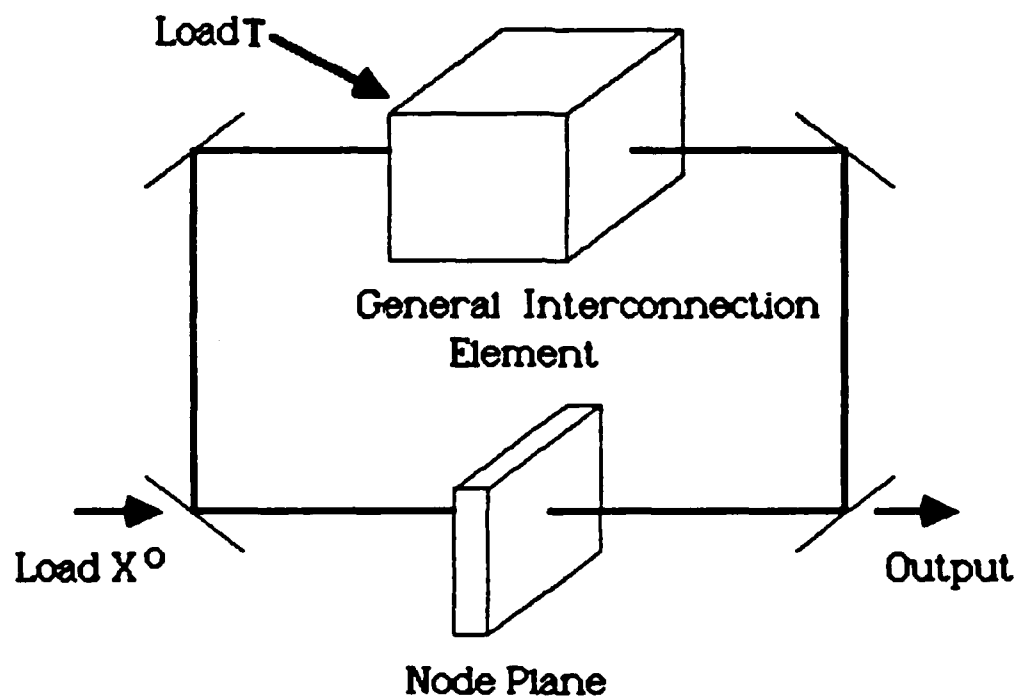 Load T
General Interconnection
Element
Load X⁰
Output
Node Plane